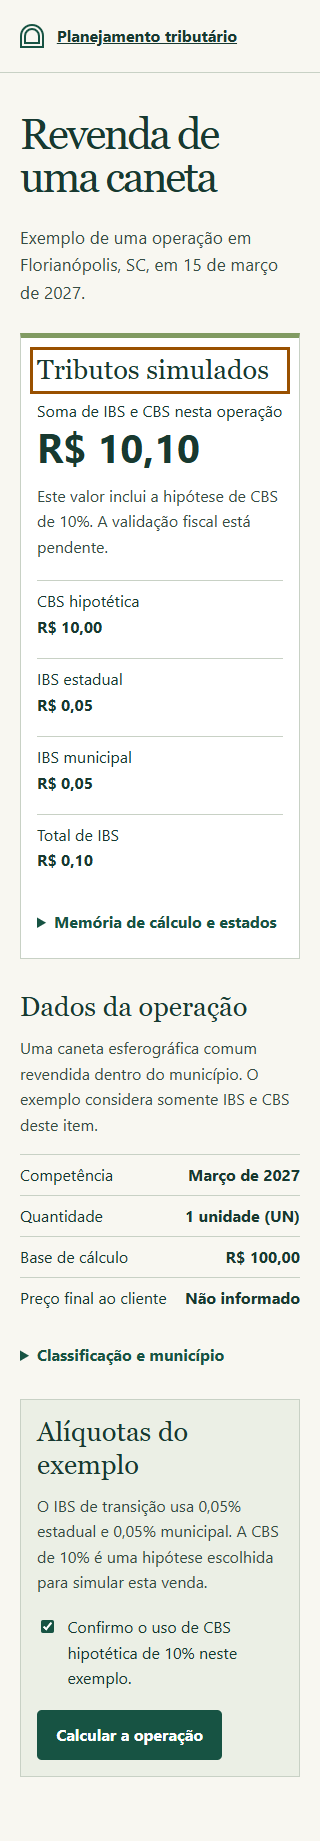 Planejamento tributário
Revenda de
uma caneta
Exemplo de uma operação em
Florianópolis, SC, em 15 de março
de 2027.
Tributos simulados
Soma de IBS e CBS nesta operação
R$ 10,10
Este valor inclui a hipótese de CBS
de 10%. A validação fiscal está
pendente.
CBS hipotética
R$ 10,00
IBS estadual
R$ 0,05
IBS municipal
R$ 0,05
Total de IBS
R$ 0,10
Memória de cálculo e estados
Dados da operação
Uma caneta esferográfica comum
revendida dentro do município. O
exemplo considera somente IBS e CBS
deste item.
Competência Março de 2027
Quantidade 1 unidade (UN)
Base de cálculo R$ 100,00
Preço final ao cliente Não informado
Classificação e município
Alíquotas do
exemplo
O IBS de transição usa 0,05%
estadual e 0,05% municipal. A CBS
de 10% é uma hipótese escolhida
para simular esta venda.
Confirmo o uso de CBS
hipotética de 10% neste
exemplo.
Calcular a operação